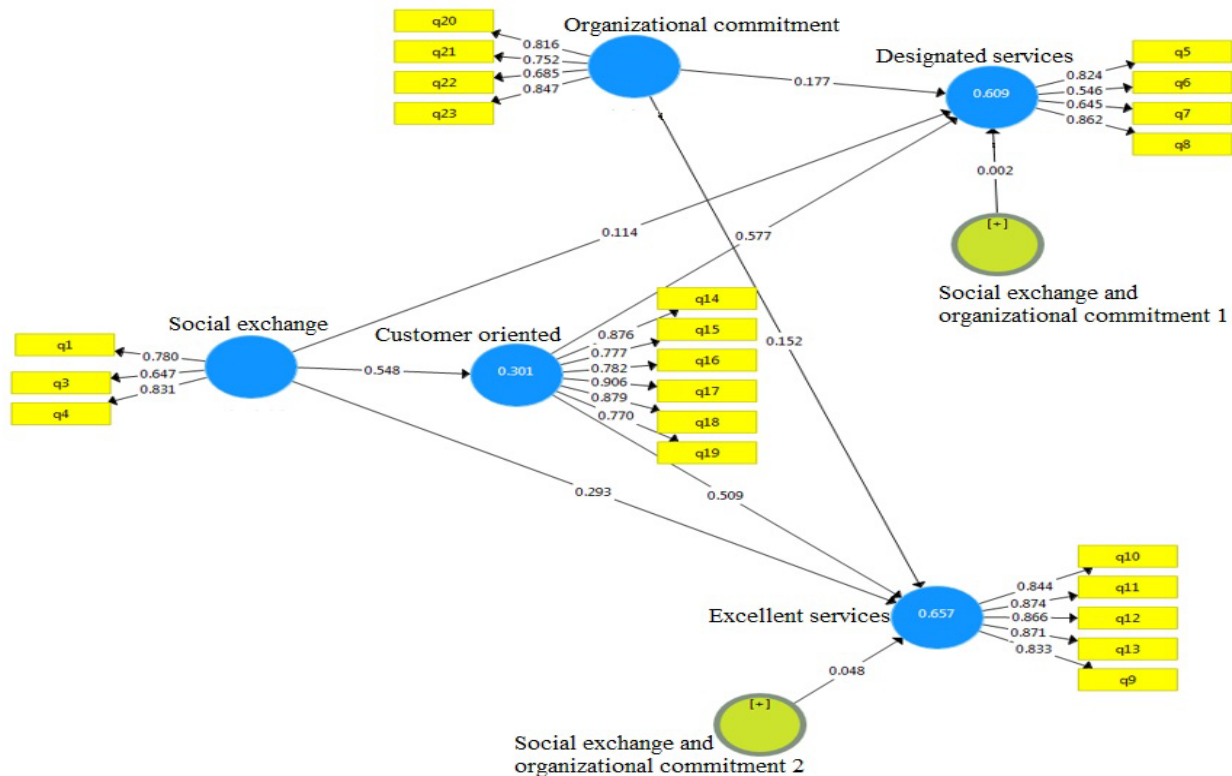 Organizational commitment
q20
q21
q22
q23
0.816
0.752
0.685
0.847
Designated services
0.609
q5
q6
q7
q8
0.824
0.546
0.645
0.862
0.177
0.002
[+]
Social exchange and
organizational commitment 1
0.114
0.577
0.152
Social exchange
q1
q3
q4
0.780
0.647
0.831
0.548
Customer oriented
0.301
q14
q15
q16
q17
q18
q19
0.876
0.777
0.782
0.906
0.879
0.770
0.293
0.509
Excellent services
0.657
q10
q11
q12
q13
q9
0.844
0.874
0.866
0.871
0.833
0.048
[+]
Social exchange and
organizational commitment 2